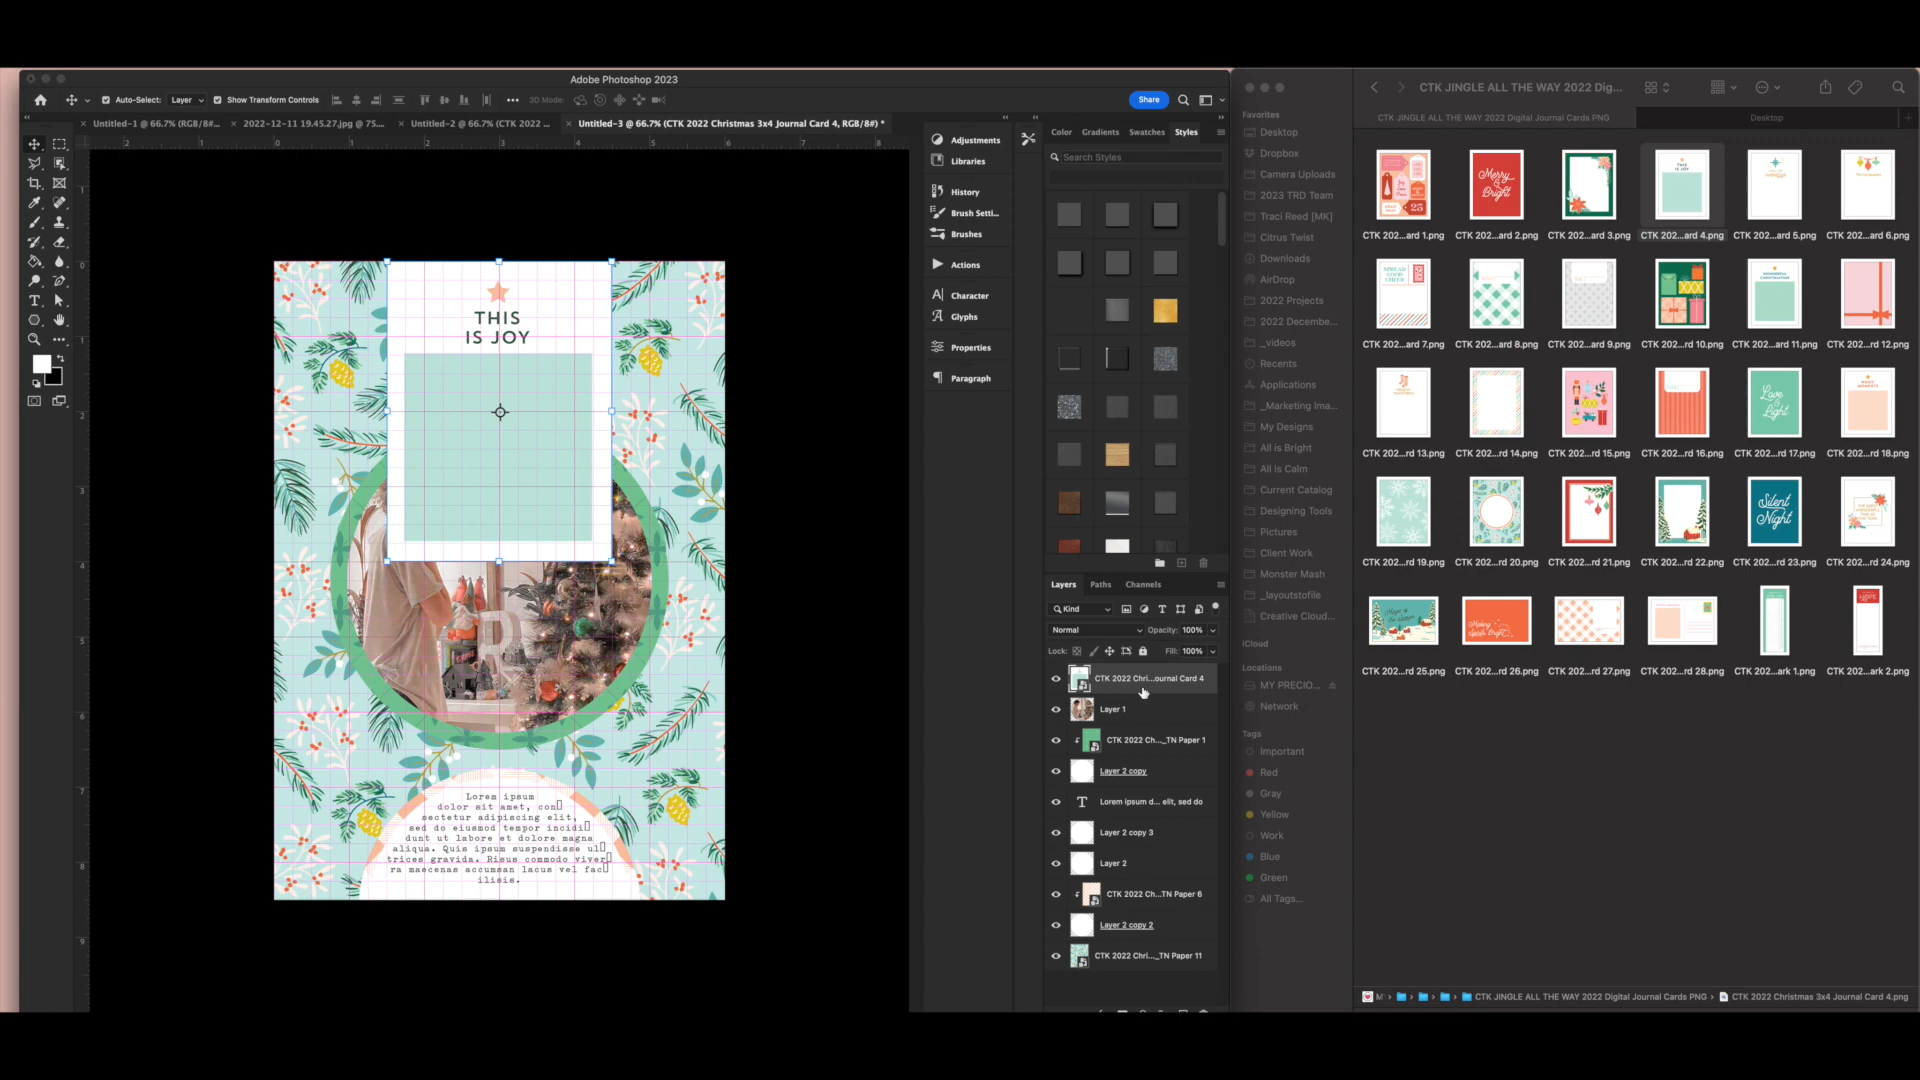 Adobe Photoshop 2023
Auto-Select: Layer Show Transform Controls 3D Mode: Share
Untitled-1 @ 66.7% (RGB/8#... 2022-12-11 19.45.27.jpg @ 75.... Untitled-2 @ 66.7% (CTK 2022 ... Untitled-3 @ 66.7% (CTK 2022 Christmas 3x4 Journal Card 4, RGB/8#) *
THIS
IS JOY
Lorem ipsum
dolor sit amet, con
sectetur adipiscing elit,
sed do eiusmod tempor incidi
dunt ut labore et dolore magna
aliqua. Quis ipsum suspendisse ul
trices gravida. Risus commodo viver
ra maecenas accumsan lacus vel fac
ilisis.
Adjustments
Libraries
History
Brush Setti...
Brushes
Actions
Character
Glyphs
Properties
Paragraph
Color Gradients Swatches Styles
Search Styles
Layers Paths Channels
Kind
Normal Opacity: 100%
Lock: Fill: 100%
CTK 2022 Chri...ournal Card 4
Layer 1
CTK 2022 Ch..._TN Paper 1
Layer 2 copy
Lorem ipsum d... elit, sed do
Layer 2 copy 3
Layer 2
CTK 2022 Ch...TN Paper 6
Layer 2 copy 2
CTK 2022 Chri..._TN Paper 11
Favorites
Desktop
Dropbox
Camera Uploads
2023 TRD Team
Traci Reed [MK]
Citrus Twist
Downloads
AirDrop
2022 Projects
2022 Decembe...
_videos
Recents
Applications
_Marketing Ima...
My Designs
All is Bright
All Is Calm
Current Catalog
Designing Tools
Pictures
Client Work
Monster Mash
_layoutstofile
Creative Cloud...
iCloud
Locations
MY PRECIO...
Network
Tags
Important
Red
Gray
Yellow
Work
Blue
Green
All Tags...
CTK JINGLE ALL THE WAY 2022 Dig...
CTK JINGLE ALL THE WAY 2022 Digital Journal Cards PNG Desktop
Merry & Bright
THIS IS JOY
CTK 202...ard 1.png CTK 202...ard 2.png CTK 202...ard 3.png CTK 202...ard 4.png CTK 202...ard 5.png CTK 202...ard 6.png
SPREAD GOOD CHEER
CTK 202...ard 7.png CTK 202...ard 8.png CTK 202...ard 9.png CTK 202...rd 10.png CTK 202...ard 11.png CTK 202...rd 12.png
Love & Light
CTK 202...rd 13.png CTK 202...rd 14.png CTK 202...rd 15.png CTK 202...rd 16.png CTK 202...rd 17.png CTK 202...rd 18.png
Silent Night
CTK 202...rd 19.png CTK 202...rd 20.png CTK 202...rd 21.png CTK 202...rd 22.png CTK 202...rd 23.png CTK 202...rd 24.png
CTK 202...rd 25.png CTK 202...rd 26.png CTK 202...rd 27.png CTK 202...rd 28.png CTK 202...ark 1.png CTK 202...ark 2.png
CTK JINGLE ALL THE WAY 2022 Digital Journal Cards PNG CTK 2022 Christmas 3x4 Journal Card 4.png